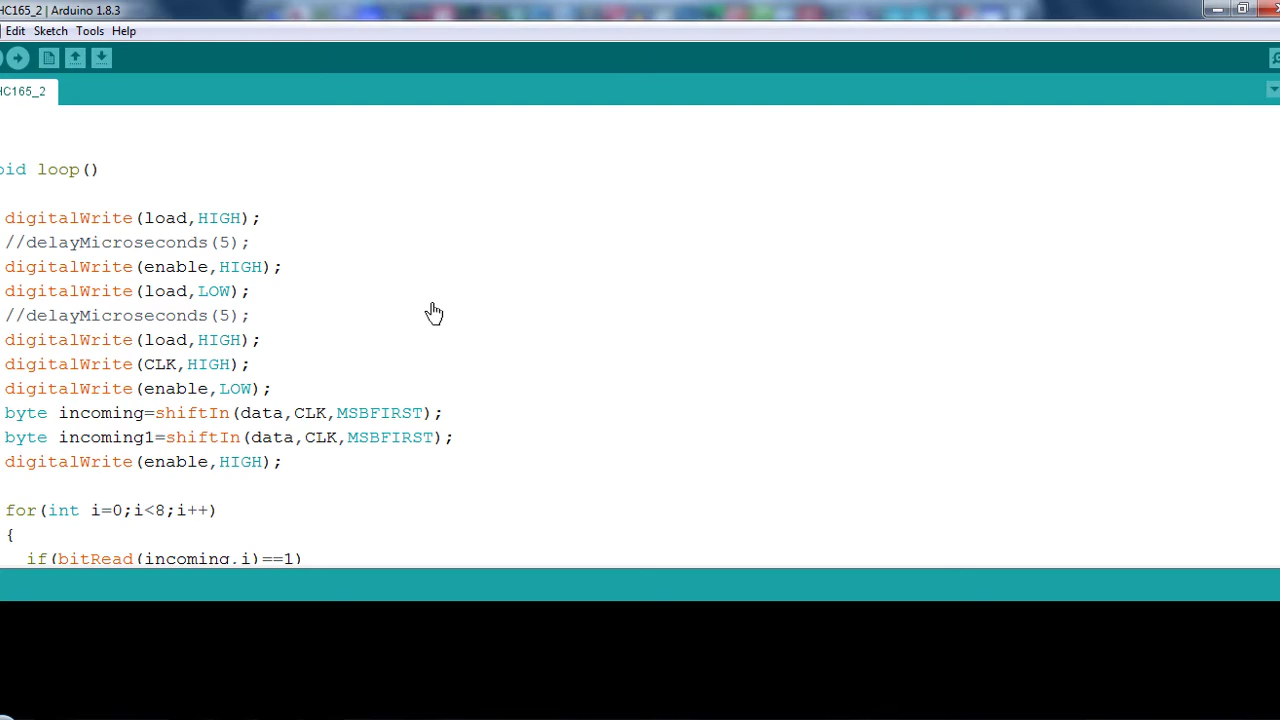 HC165_2 | Arduino 1.8.3
Edit Sketch Tools Help
HC165_2
oid loop()
digitalWrite(load,HIGH);
//delayMicroseconds(5);
digitalWrite(enable,HIGH);
digitalWrite(load,LOW);
//delayMicroseconds(5);
digitalWrite(load,HIGH);
digitalWrite(CLK,HIGH);
digitalWrite(enable,LOW);
byte incoming=shiftIn(data,CLK,MSBFIRST);
byte incoming1=shiftIn(data,CLK,MSBFIRST);
digitalWrite(enable,HIGH);
for(int i=0;i<8;i++)
{
if(bitRead(incoming,i)==1)